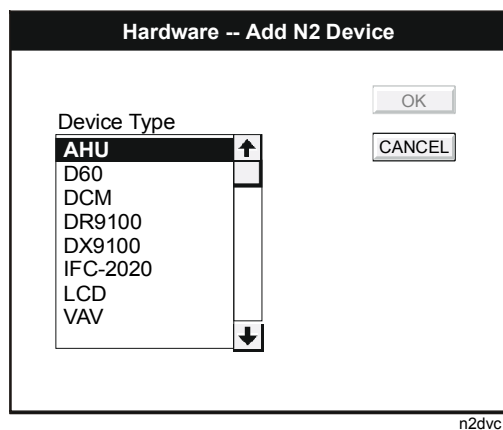 Hardware -- Add N2 Device
OK
Device Type
CANCEL
AHU
D60
DCM
DR9100
DX9100
IFC-2020
LCD
VAV
n2dvc